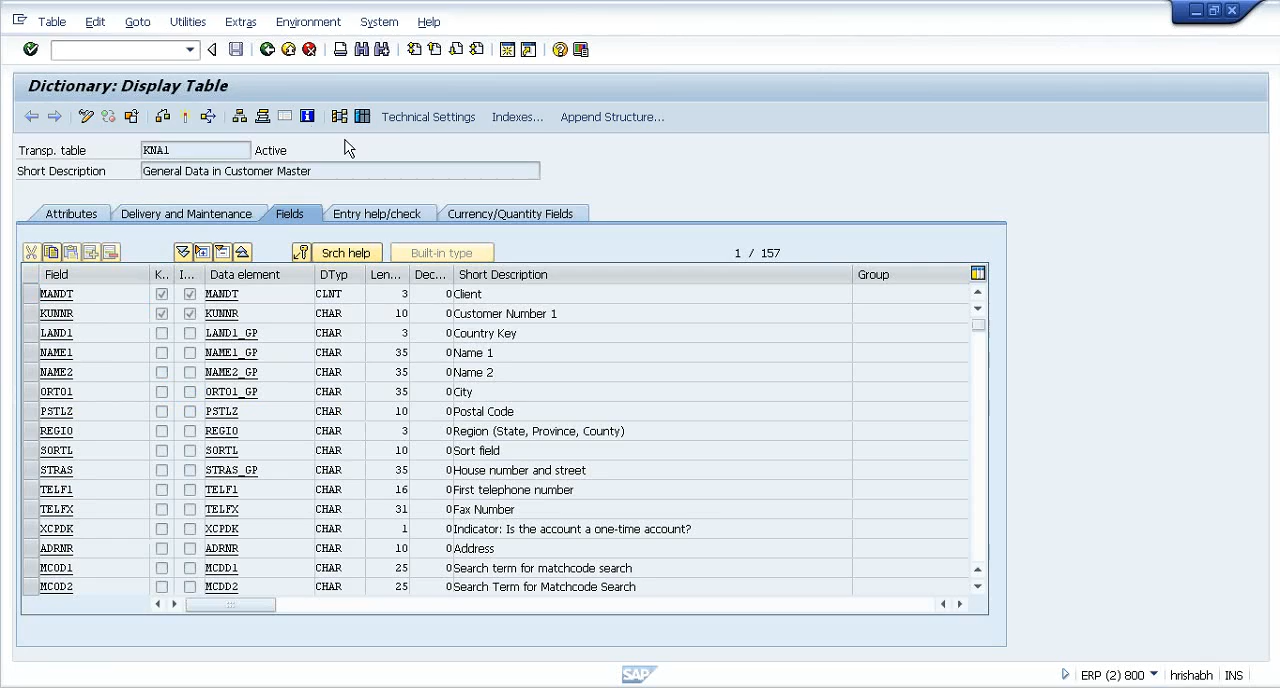 Table Edit Goto Utilities Extras Environment System Help
Dictionary: Display Table
Technical Settings Indexes... Append Structure...
Transp. table KNA1 Active
Short Description General Data in Customer Master
Attributes Delivery and Maintenance Fields Entry help/check Currency/Quantity Fields
Srch help Built-in type 1 / 157
Field K.. I... Data element DTyp Len... Dec... Short Description Group
MANDT MANDT CLNT 3 0 Client
KUNNR KUNNR CHAR 10 0 Customer Number 1
LAND1 LAND1_GP CHAR 3 0 Country Key
NAME1 NAME1_GP CHAR 35 0 Name 1
NAME2 NAME2_GP CHAR 35 0 Name 2
ORT01 ORT01_GP CHAR 35 0 City
PSTLZ PSTLZ CHAR 10 0 Postal Code
REGIO REGIO CHAR 3 0 Region (State, Province, County)
SORTL SORTL CHAR 10 0 Sort field
STRAS STRAS_GP CHAR 35 0 House number and street
TELF1 TELF1 CHAR 16 0 First telephone number
TELFX TELFX CHAR 31 0 Fax Number
XCPDK XCPDK CHAR 1 0 Indicator: Is the account a one-time account?
ADRNR ADRNR CHAR 10 0 Address
MCOD1 MCDD1 CHAR 25 0 Search term for matchcode search
MCOD2 MCDD2 CHAR 25 0 Search Term for Matchcode Search
SAP ERP (2) 800 hrishabh INS